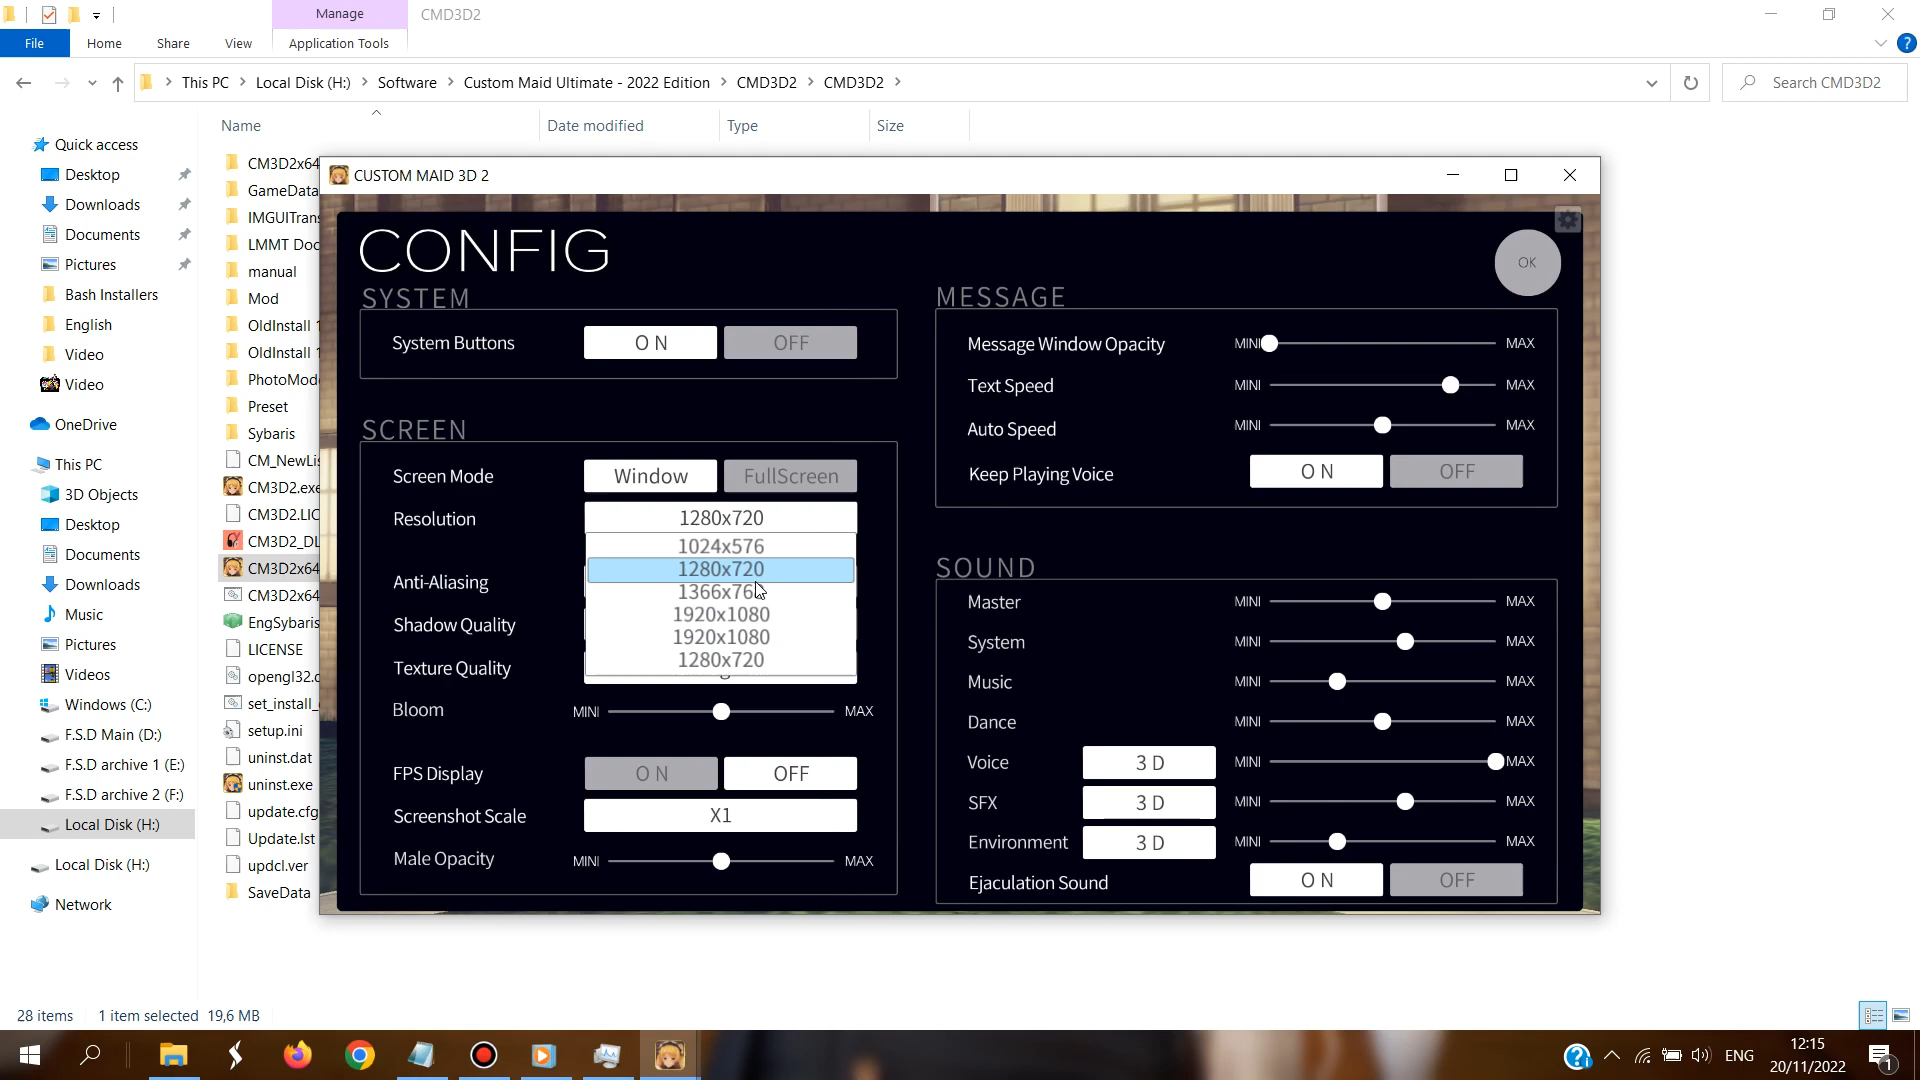 Manage
CMD3D2
File
Home
Share
View
Application Tools
This PC
Local Disk (H:)
Software
Custom Maid Ultimate - 2022 Edition
CMD3D2
CMD3D2
Search CMD3D2
Name
Date modified
Type
Size
Quick access
Desktop
Downloads
Documents
Pictures
Bash Installers
English
Video
Video
OneDrive
This PC
3D Objects
Desktop
Documents
Downloads
Music
Pictures
Videos
Windows (C:)
F.S.D Main (D:)
F.S.D archive 1 (E:)
F.S.D archive 2 (F:)
Local Disk (H:)
Local Disk (H:)
Network
CM3D2x64
GameData
IMGUITrans
LMMT Doc
manual
Mod
OldInstall 1
OldInstall 1
PhotoMod
Preset
Sybaris
CM_NewLis
CM3D2.exe
CM3D2.LIC
CM3D2_DL
CM3D2x64
CM3D2x64
EngSybaris
LICENSE
opengl32.d
set_install_
setup.ini
uninst.dat
uninst.exe
update.cfg
Update.lst
updcl.ver
SaveData
CUSTOM MAID 3D 2
CONFIG
OK
SYSTEM
System Buttons
O N
OFF
SCREEN
Screen Mode
Window
FullScreen
Resolution
1280x720
1024x576
1280x720
1366x76
1920x1080
1920x1080
1280x720
Anti-Aliasing
Shadow Quality
Texture Quality
Bloom
MINI
MAX
FPS Display
O N
OFF
Screenshot Scale
X1
Male Opacity
MINI
MAX
MESSAGE
Message Window Opacity
MINI
MAX
Text Speed
MINI
MAX
Auto Speed
MINI
MAX
Keep Playing Voice
O N
OFF
SOUND
Master
MINI
MAX
System
MINI
MAX
Music
MINI
MAX
Dance
MINI
MAX
Voice
3 D
MINI
MAX
SFX
3 D
MINI
MAX
Environment
3 D
MINI
MAX
Ejaculation Sound
O N
OFF
28 items
1 item selected 19,6 MB
ENG
12:15
20/11/2022
1